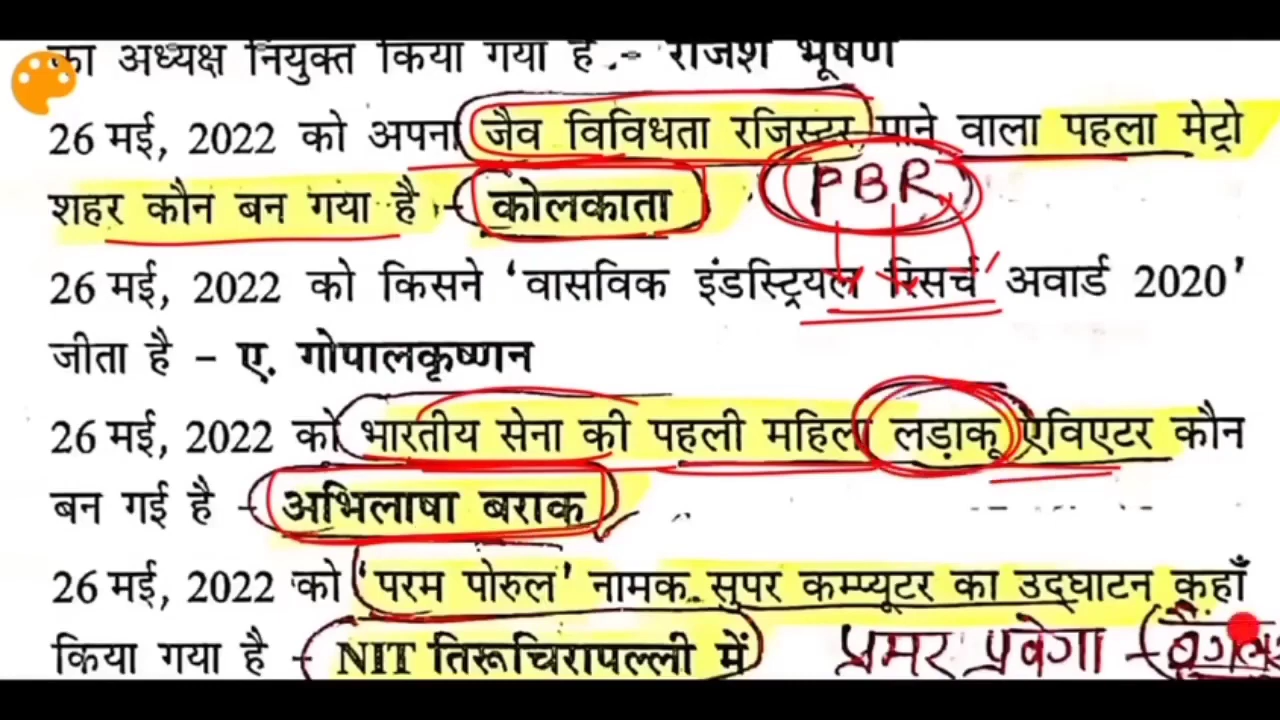 का अध्यक्ष नियुक्त किया गया है .- राजेश भूषण
26 मई, 2022 को अपना जैव विविधता रजिस्टर पाने वाला पहला मेट्रो
शहर कौन बन गया है - कोलकाता PBR
26 मई, 2022 को किसने 'वासविक इंडस्ट्रियल रिसर्च अवार्ड 2020'
जीता है – ए. गोपालकृष्णन
26 मई, 2022 को भारतीय सेना की पहली महिला लड़ाकू एविएटर कौन
बन गई है - अभिलाषा बराक
26 मई, 2022 को 'परम पोरुल' नामक सुपर कम्प्यूटर का उद्घाटन कहाँ
किया गया है - NIT तिरूचिरापल्ली में प्रमर प्रवेगा -